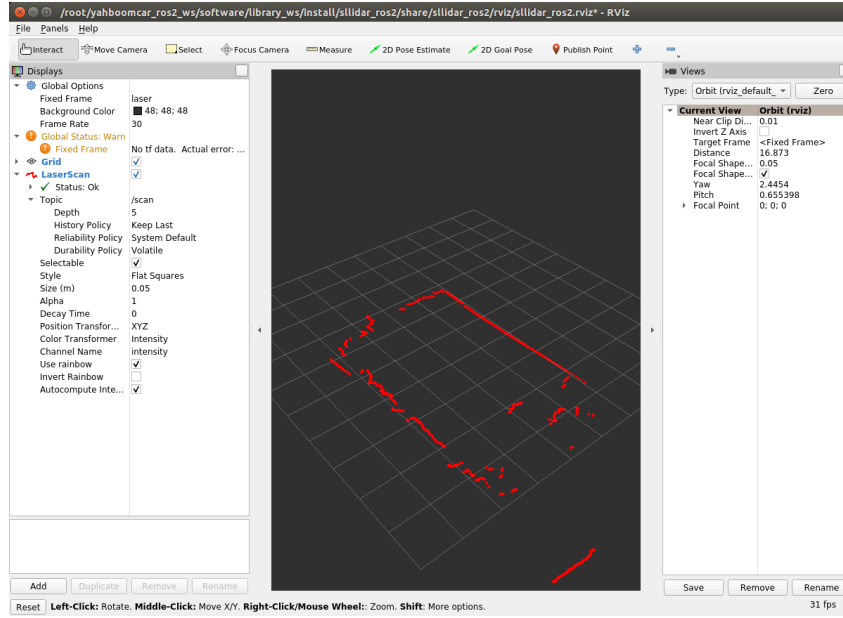 /root/yahboomcar_ros2_ws/software/library_ws/install/sllidar_ros2/share/sllidar_ros2/rviz/sllidar_ros2.rviz* - RViz
File Panels Help
Interact Move Camera Select Focus Camera Measure 2D Pose Estimate 2D Goal Pose Publish Point
Displays
Global Options
Fixed Frame laser
Background Color 48; 48; 48
Frame Rate 30
Global Status: Warn
Fixed Frame No tf data. Actual error: ...
Grid
LaserScan
Status: Ok
Topic /scan
Depth 5
History Policy Keep Last
Reliability Policy System Default
Durability Policy Volatile
Selectable
Style Flat Squares
Size (m) 0.05
Alpha 1
Decay Time 0
Position Transfor... XYZ
Color Transformer Intensity
Channel Name intensity
Use rainbow
Invert Rainbow
Autocompute Inte...
Add Duplicate Remove Rename
Views
Type: Orbit (rviz_default_ Zero
Current View Orbit (rviz)
Near Clip Di... 0.01
Invert Z Axis
Target Frame <Fixed Frame>
Distance 16.873
Focal Shape... 0.05
Focal Shape...
Yaw 2.4454
Pitch 0.655398
Focal Point 0; 0; 0
Save Remove Rename
Reset Left-Click: Rotate. Middle-Click: Move X/Y. Right-Click/Mouse Wheel:: Zoom. Shift: More options. 31 fps